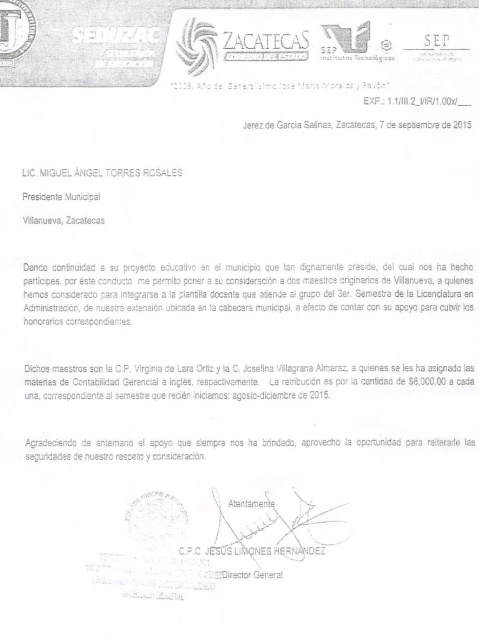 SEDUZAC
SECRETARÍA
DE EDUCACIÓN
ZACATECAS
GOBIERNO DEL ESTADO
SEP
Institutos Tecnológicos
SEP
"2015, Año del Generalísimo José María Morelos y Pavón"
EXP.: 1.1/III.2_I/IR/1.00x/___
Jerez de García Salinas, Zacatecas, 7 de septiembre de 2015
LIC. MIGUEL ÁNGEL TORRES ROSALES
Presidente Municipal
Villanueva, Zacatecas
Dando continuidad a su proyecto educativo en el municipio que tan dignamente preside, del cual nos ha hecho
partícipes, por éste conducto me permito poner a su consideración a dos maestros originarios de Villanueva, a quienes
hemos considerado para integrarse a la plantilla docente que atiende al grupo del 3er. Semestre de la Licenciatura en
Administración, de nuestra extensión ubicada en la cabecera municipal, a efecto de contar con su apoyo para cubrir los
honorarios correspondientes.
Dichos maestros son la C.P. Virginia de Lara Ortiz y la C. Josefina Villagrana Almaraz, a quienes se les ha asignado las
materias de Contabilidad Gerencial e Inglés, respectivamente. La retribución es por la cantidad de $6,000.00 a cada
una, correspondiente al semestre que recién iniciamos: agosto-diciembre de 2015.
Agradeciendo de antemano el apoyo que siempre nos ha brindado, aprovecho la oportunidad para reiterarle las
seguridades de nuestro respeto y consideración.
Atentamente
C.P.C. JESÚS LIMONES HERNÁNDEZ
Director General